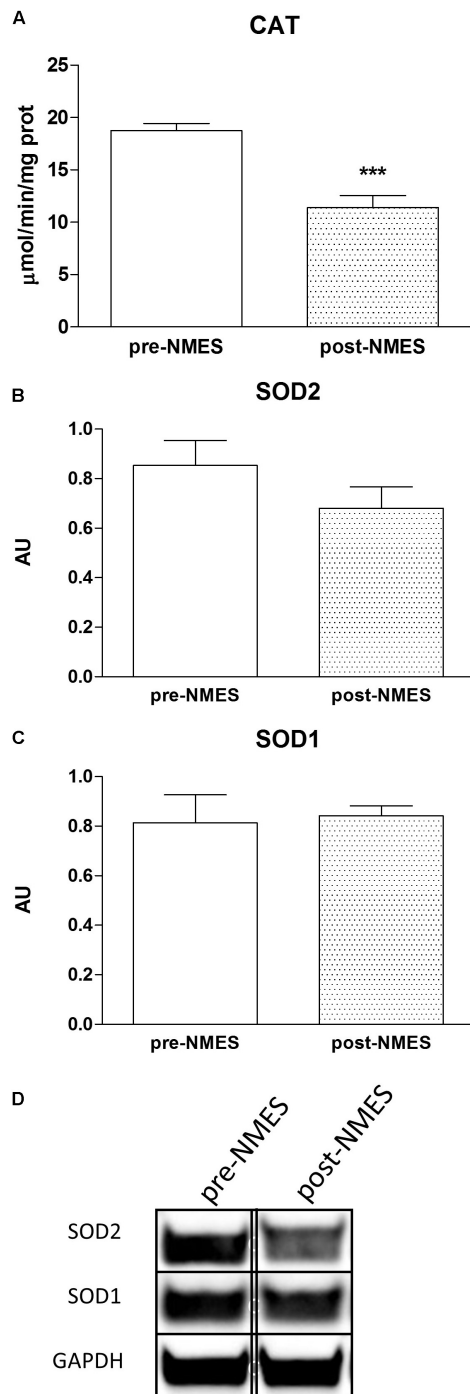 A
CAT
μmol/min/mg prot
25
20
15
10
5
0
***
pre-NMES
post-NMES
B
SOD2
AU
1.0
0.8
0.6
0.4
0.2
0.0
pre-NMES
post-NMES
C
SOD1
AU
1.0
0.8
0.6
0.4
0.2
0.0
pre-NMES
post-NMES
D
pre-NMES
post-NMES
SOD2
SOD1
GAPDH